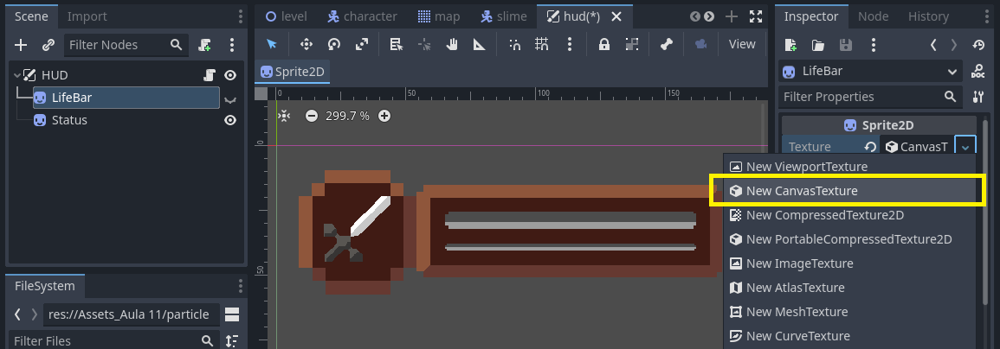 Scene Import
Filter Nodes
HUD
LifeBar
Status
FileSystem
res://Assets_Aula 11/particle
Filter Files
level character map slime hud(*)
View
Sprite2D
0 50 100 150
299.7 %
0
50
Inspector Node History
LifeBar
Filter Properties
Sprite2D
Texture CanvasT
New ViewportTexture
New CanvasTexture
New CompressedTexture2D
New PortableCompressedTexture2D
New ImageTexture
New AtlasTexture
New MeshTexture
New CurveTexture